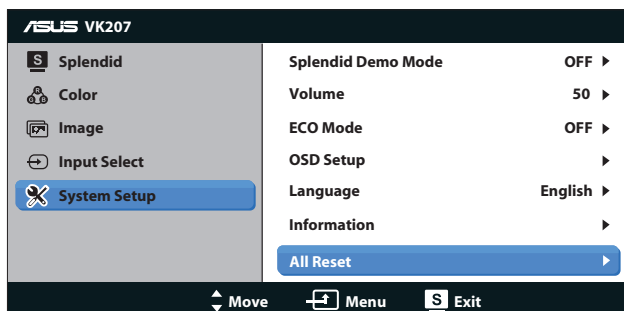 ASUS VK207
S Splendid
Color
Image
Input Select
System Setup
Splendid Demo Mode OFF
Volume 50
ECO Mode OFF
OSD Setup
Language English
Information
All Reset
Move Menu S Exit